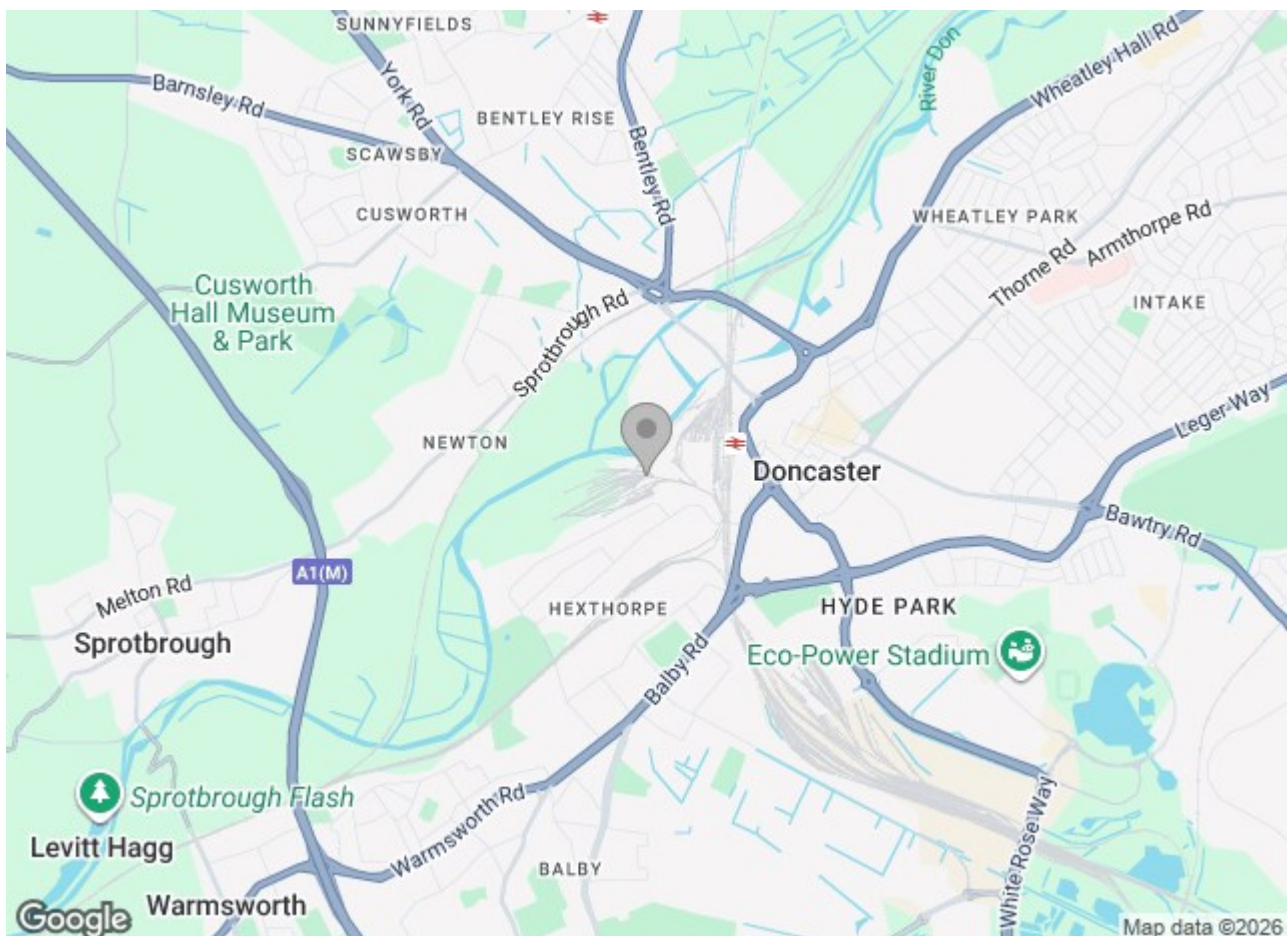 SUNNYFIELDS
Barnsley Rd
York Rd
BENTLEY RISE
SCAWSBY
Bentley Rd
CUSWORTH
River Don
Wheatley Hall Rd
WHEATLEY PARK
Armthorpe Rd
Thorne Rd
INTAKE
Cusworth
Hall Museum
& Park
Sprotbrough Rd
Leger Way
NEWTON
Doncaster
Bawtry Rd
A1(M)
Melton Rd
Sprotbrough
HEXTHORPE
HYDE PARK
Balby Rd
Eco-Power Stadium
Sprotbrough Flash
Levitt Hagg
Warmsworth Rd
White Rose Way
BALBY
Warmsworth
Google
Map data ©2026